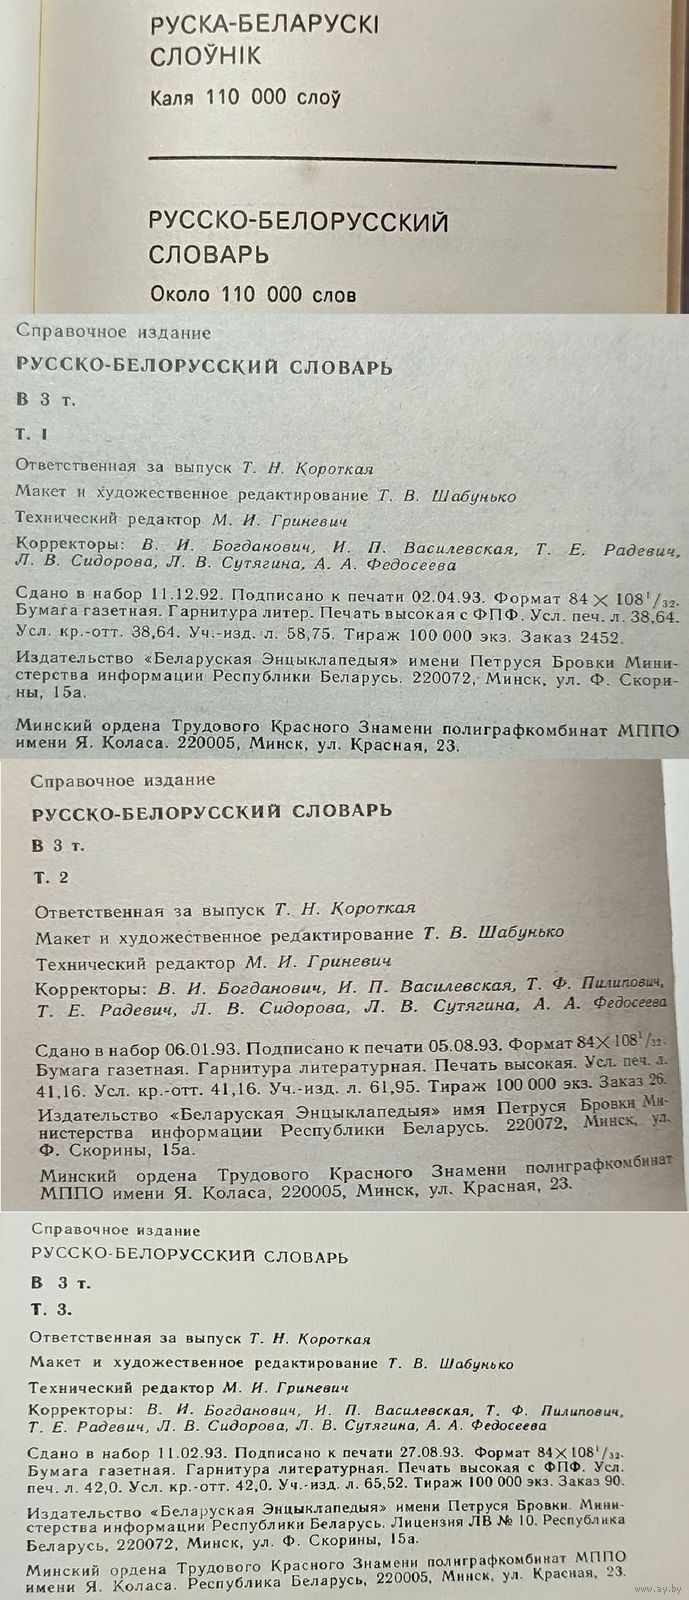 РУСКА-БЕЛАРУСКІ
СЛОЎНІК
Каля 110 000 слоў
РУССКО-БЕЛОРУССКИЙ
СЛОВАРЬ
Около 110 000 слов
Справочное издание
РУССКО-БЕЛОРУССКИЙ СЛОВАРЬ
В 3 т.
Т. 1
Ответственная за выпуск Т. Н. Короткая
Макет и художественное редактирование Т. В. Шабунько
Технический редактор М. И. Гриневич
Корректоры: В. И. Богданович, И. П. Василевская, Т. Е. Радевич,
Л. В. Сидорова, Л. В. Сутягина, А. А. Федосеева
Сдано в набор 11.12.92. Подписано к печати 02.04.93. Формат 84×108¹/₃₂.
Бумага газетная. Гарнитура литер. Печать высокая с ФПФ. Усл. печ. л. 38,64.
Усл. кр.-отт. 38,64. Уч.-изд. л. 58,75. Тираж 100 000 экз. Заказ 2452.
Издательство «Беларуская Энцыклапедыя» имени Петруся Бровки Мини-
стерства информации Республики Беларусь. 220072, Минск, ул. Ф. Скори-
ны, 15а.
Минский ордена Трудового Красного Знамени полиграфкомбинат МППО
имени Я. Коласа. 220005, Минск, ул. Красная, 23.
Справочное издание
РУССКО-БЕЛОРУССКИЙ СЛОВАРЬ
В 3 т.
Т. 2
Ответственная за выпуск Т. Н. Короткая
Макет и художественное редактирование Т. В. Шабунько
Технический редактор М. И. Гриневич
Корректоры: В. И. Богданович, И. П. Василевская, Т. Ф. Пилипович,
Т. Е. Радевич, Л. В. Сидорова, Л. В. Сутягина, А. А. Федосеева
Сдано в набор 06.01.93. Подписано к печати 05.08.93. Формат 84×108¹/₃₂.
Бумага газетная. Гарнитура литературная. Печать высокая. Усл. печ. л.
41,16. Усл. кр.-отт. 41,16. Уч.-изд. л. 61,95. Тираж 100 000 экз. Заказ 26.
Издательство «Беларуская Энцыклапедыя» имя Петруся Бровки Ми-
нистерства информации Республики Беларусь. 220072, Минск, ул.
Ф. Скорины, 15а.
Минский ордена Трудового Красного Знамени полиграфкомбинат
МППО имени Я. Коласа, 220005, Минск, ул. Красная, 23.
Справочное издание
РУССКО-БЕЛОРУССКИЙ СЛОВАРЬ
В 3 т.
Т. 3.
Ответственная за выпуск Т. Н. Короткая
Макет и художественное редактирование Т. В. Шабунько
Технический редактор М. И. Гриневич
Корректоры: В. И. Богданович, И. П. Василевская, Т. Ф. Пилипович,
Т. Е. Радевич, Л. В. Сидорова, Л. В. Сутягина, А. А. Федосеева
Сдано в набор 11.02.93. Подписано к печати 27.08.93. Формат 84×108¹/₃₂.
Бумага газетная. Гарнитура литературная. Печать высокая с ФПФ. Усл.
печ. л. 42,0. Усл. кр.-отт. 42,0. Уч.-изд. л. 65,52. Тираж 100 000 экз. Заказ 90.
Издательство «Беларуская Энцыклапедыя» имени Петруся Бровки. Мини-
стерства информации Республики Беларусь. Лицензия ЛВ № 10. Республика
Беларусь, 220072, Минск, ул. Ф. Скорины, 15а.
Минский ордена Трудового Красного Знамени полиграфкомбинат МППО
имени Я. Коласа. Республика Беларусь, 220005, Минск, ул. Красная, 23.
www.ay.by